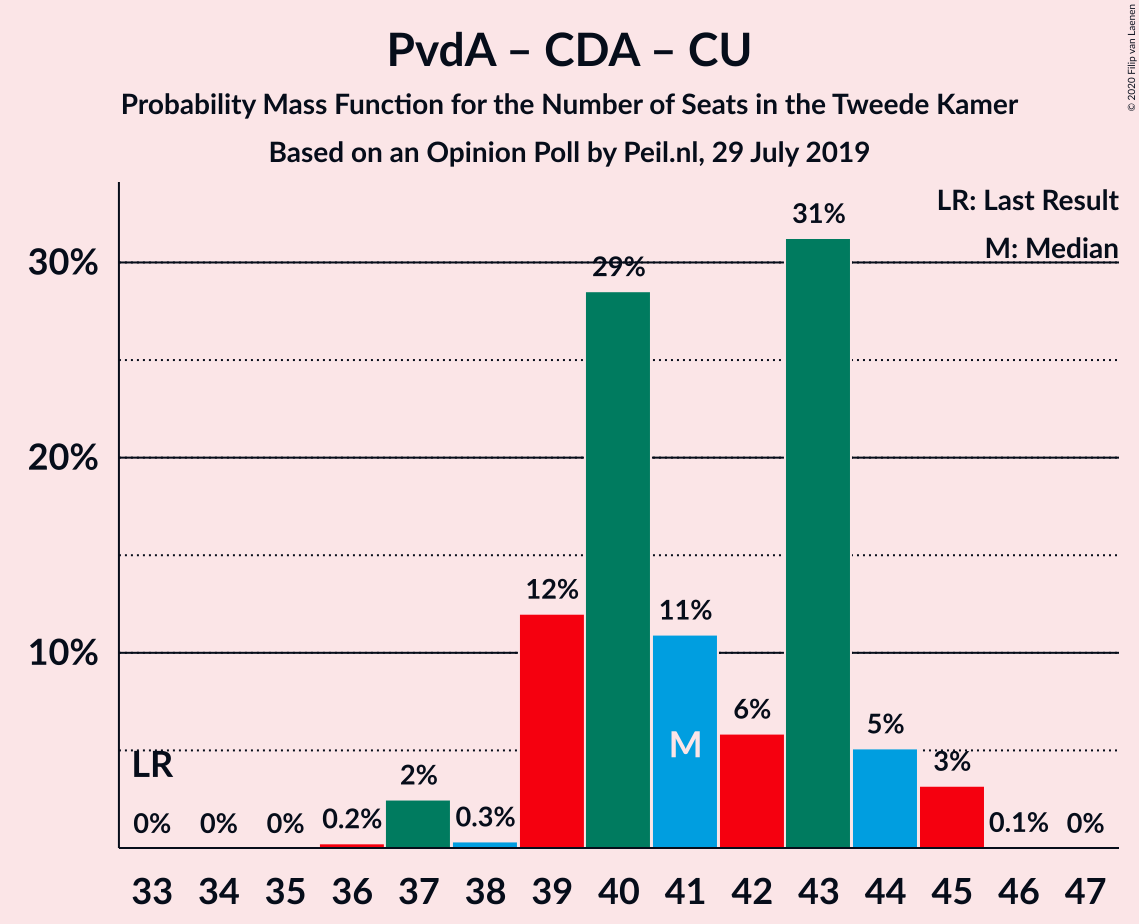 PvdA – CDA – CU
Probability Mass Function for the Number of Seats in the Tweede Kamer
Based on an Opinion Poll by Peil.nl, 29 July 2019
© 2020 Filip van Laenen
LR: Last Result
M: Median
30%
20%
10%
31%
29%
12%
11%
6%
5%
3%
2%
0.3%
0.2%
0.1%
0%
0%
0%
0%
LR
M
33 34 35 36 37 38 39 40 41 42 43 44 45 46 47